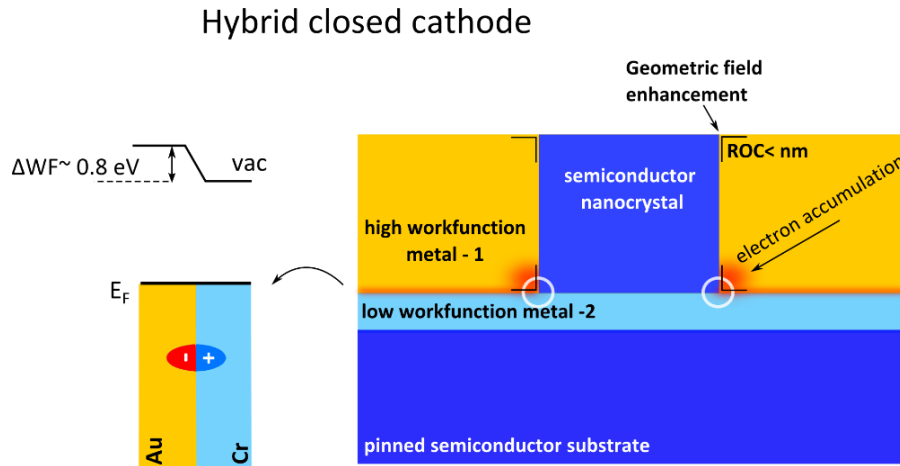 Hybrid closed cathode
Geometric field
enhancement
ΔWF~ 0.8 eV
vac
ROC< nm
semiconductor
nanocrystal
electron accumulation
high workfunction
metal - 1
E_F
low workfunction metal -2
- +
Au
Cr
pinned semiconductor substrate